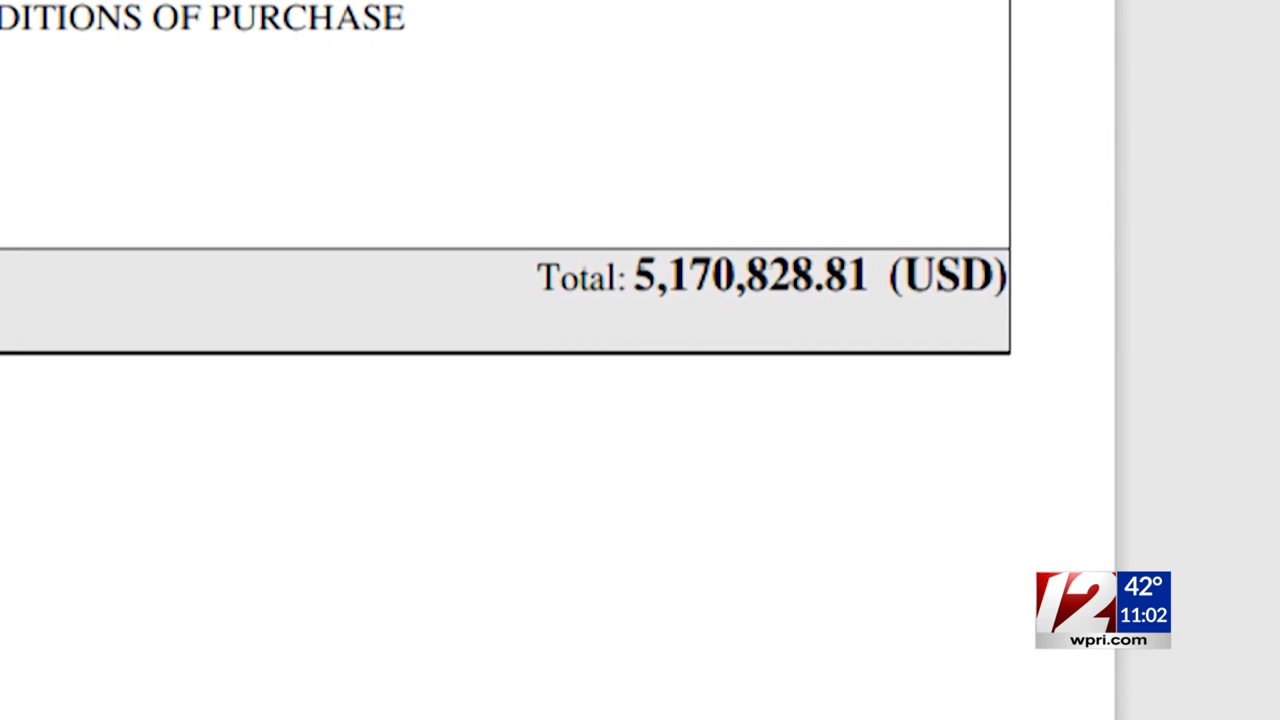 DITIONS OF PURCHASE
Total: 5,170,828.81 (USD)
12
42°
11:02
wpri.com